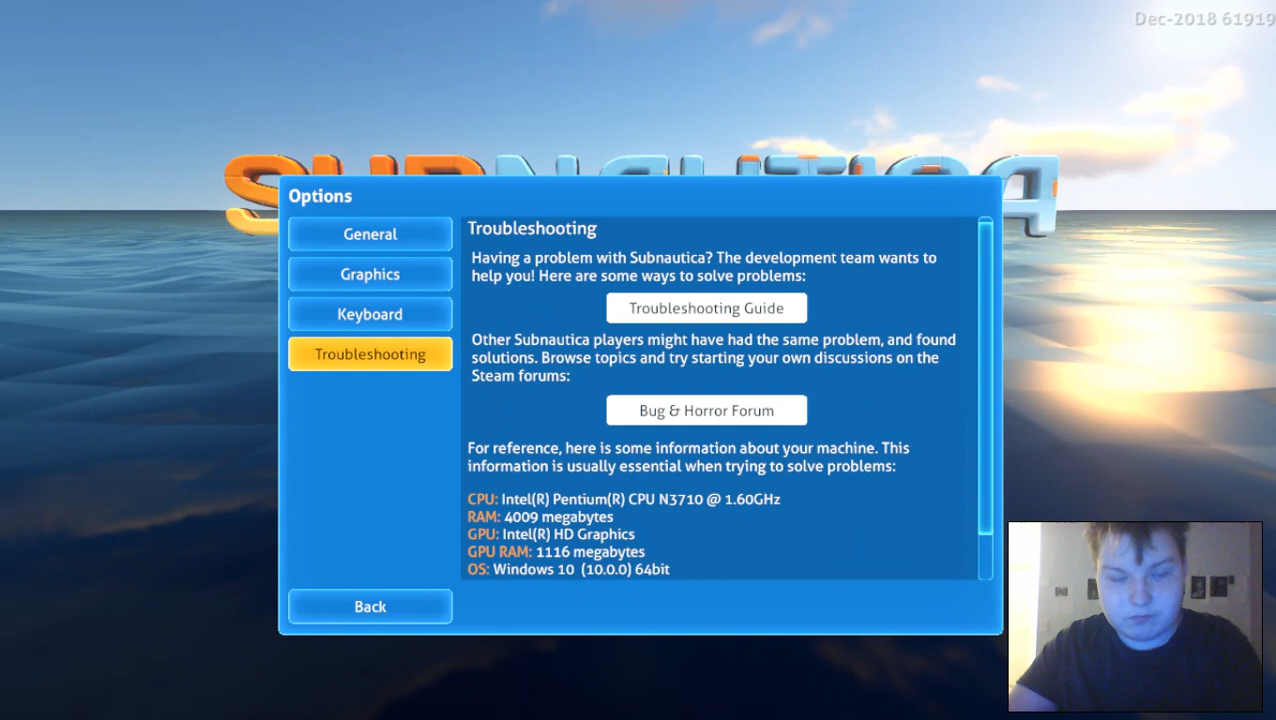 Dec-2018 61919
SUBNAUTICA
Options
General
Graphics
Keyboard
Troubleshooting
Back
Troubleshooting
Having a problem with Subnautica? The development team wants to
help you! Here are some ways to solve problems:
Troubleshooting Guide
Other Subnautica players might have had the same problem, and found
solutions. Browse topics and try starting your own discussions on the
Steam forums:
Bug & Horror Forum
For reference, here is some information about your machine. This
information is usually essential when trying to solve problems:
CPU: Intel(R) Pentium(R) CPU N3710 @ 1.60GHz
RAM: 4009 megabytes
GPU: Intel(R) HD Graphics
GPU RAM: 1116 megabytes
OS: Windows 10 (10.0.0) 64bit